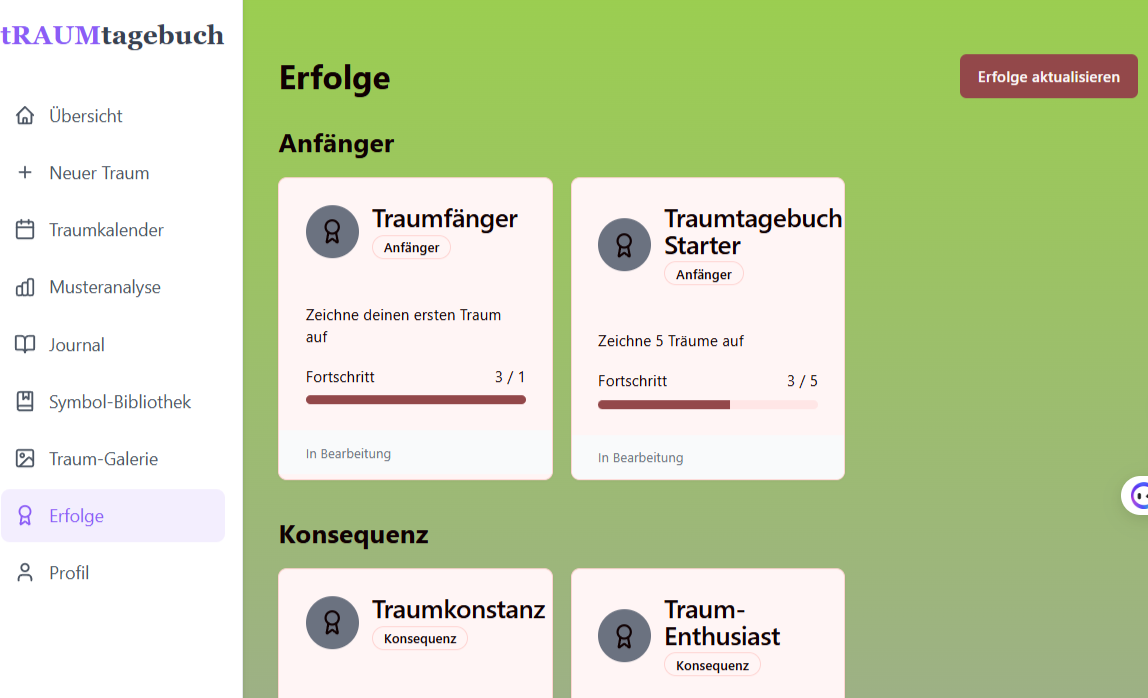 tRAUMtagebuch
Übersicht
Neuer Traum
Traumkalender
Musteranalyse
Journal
Symbol-Bibliothek
Traum-Galerie
Erfolge
Profil
Erfolge
Erfolge aktualisieren
Anfänger
Traumfänger
Anfänger
Zeichne deinen ersten Traum
auf
Fortschritt 3 / 1
In Bearbeitung
Traumtagebuch
Starter
Anfänger
Zeichne 5 Träume auf
Fortschritt 3 / 5
In Bearbeitung
Konsequenz
Traumkonstanz
Konsequenz
Traum-
Enthusiast
Konsequenz